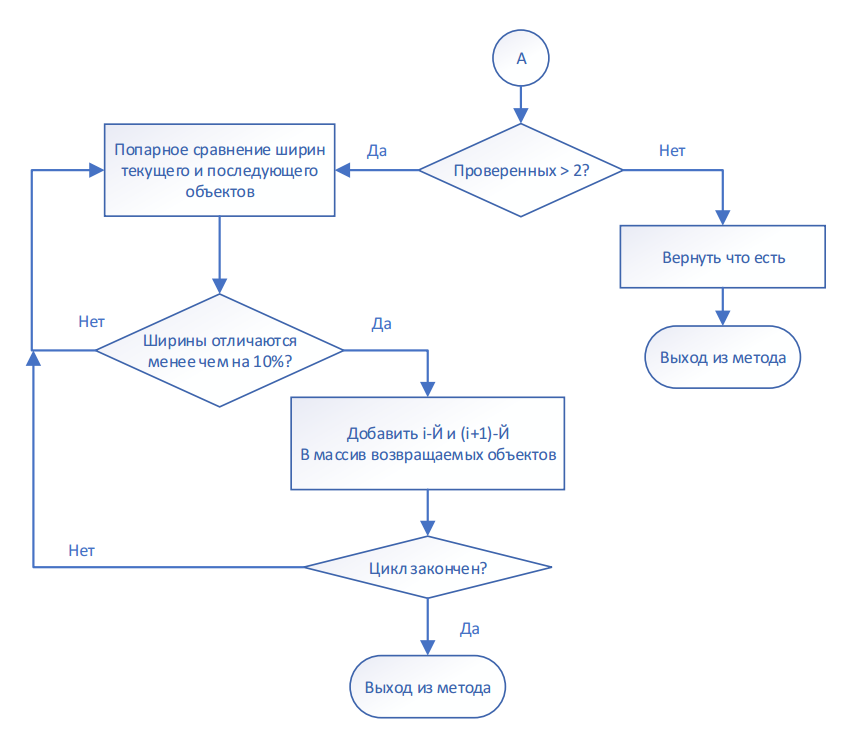 А
Проверенных > 2?
Да
Нет
Попарное сравнение ширин
текущего и последующего
объектов
Вернуть что есть
Выход из метода
Ширины отличаются
менее чем на 10%?
Нет
Да
Добавить i-Й и (i+1)-Й
В массив возвращаемых объектов
Цикл закончен?
Нет
Да
Выход из метода